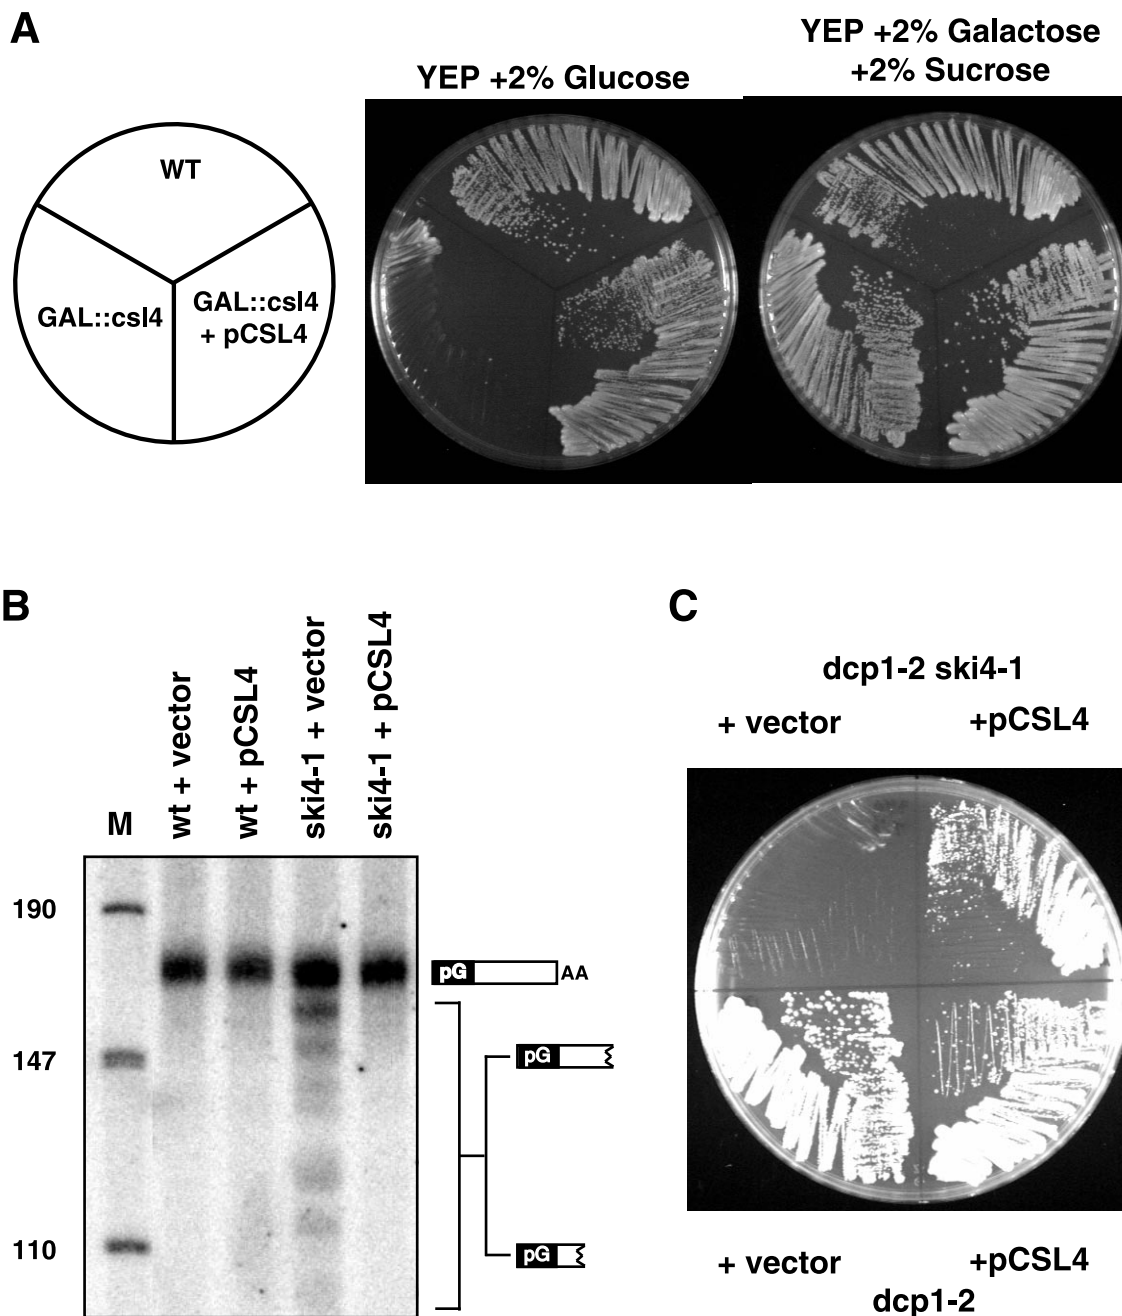 A
YEP +2% Glucose
YEP +2% Galactose
+2% Sucrose
WT
GAL::csl4
GAL::csl4
+ pCSL4
B
M
wt + vector
wt + pCSL4
ski4-1 + vector
ski4-1 + pCSL4
190
147
110
pG
AA
pG
pG
C
dcp1-2 ski4-1
+ vector
+pCSL4
+ vector
+pCSL4
dcp1-2